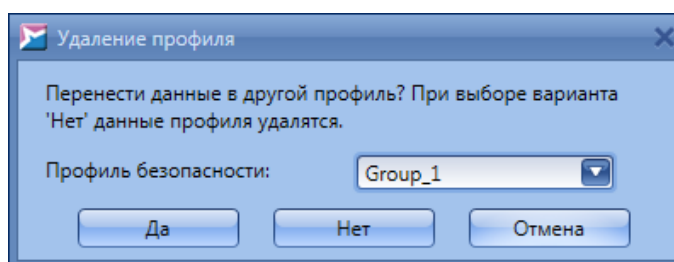 Удаление профиля
Перенести данные в другой профиль? При выборе варианта
'Нет' данные профиля удалятся.
Профиль безопасности: Group_1
Да Нет Отмена